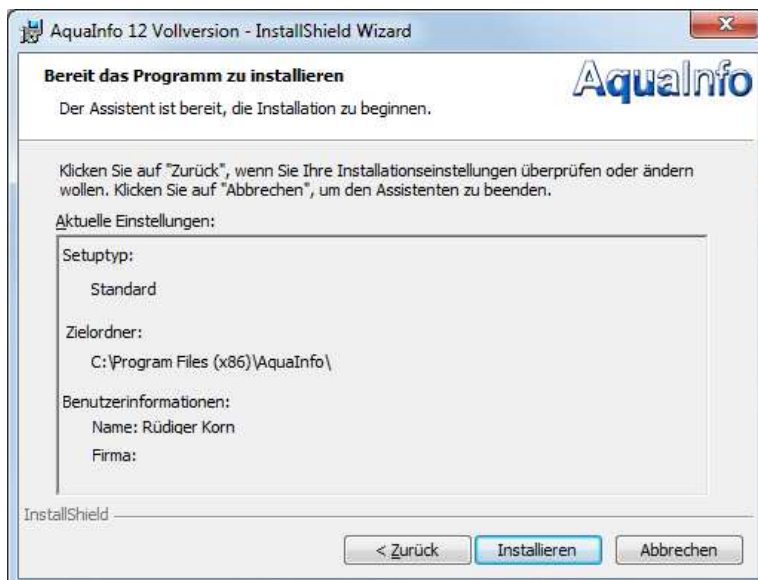 AquaInfo 12 Vollversion - InstallShield Wizard
Bereit das Programm zu installieren
AquaInfo
Der Assistent ist bereit, die Installation zu beginnen.
Klicken Sie auf "Zurück", wenn Sie Ihre Installationseinstellungen überprüfen oder ändern
wollen. Klicken Sie auf "Abbrechen", um den Assistenten zu beenden.
Aktuelle Einstellungen:
Setuptyp:
Standard
Zielordner:
C:\Program Files (x86)\AquaInfo\
Benutzerinformationen:
Name: Rüdiger Korn
Firma:
InstallShield
< Zurück
Installieren
Abbrechen